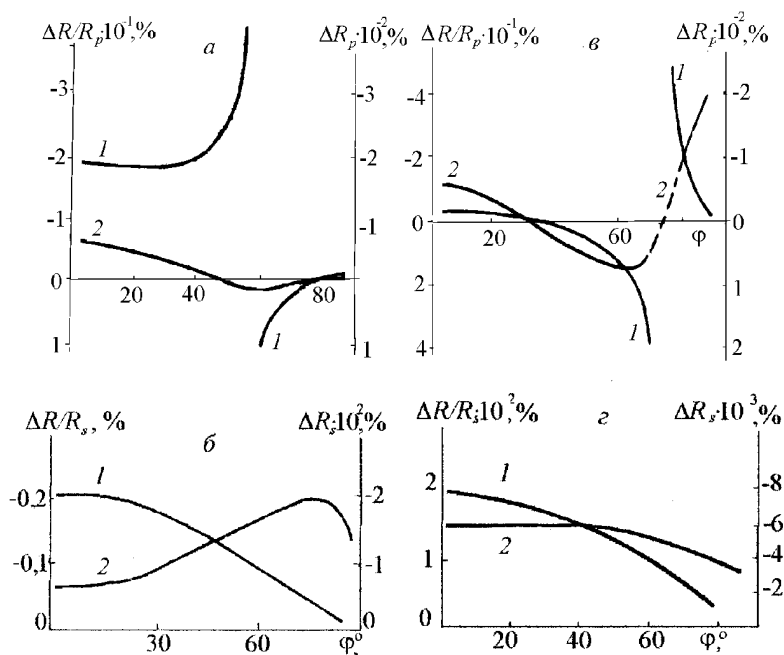 ΔR/R_p·10^-1,% а ΔR_p·10^-2,%
-3 -3
-2 1 -2
-1 2 -1
0 20 40 80 0
1 1 1
ΔR/R_p·10^-1,% в ΔR_p·10^-2,%
1
-4 -2
-2 2 2 -1
0 20 60 φ 0
2 1
4 1 2
ΔR/R_s, % б ΔR_s·10^2,%
-0.2 1 -2
-0,1 2 -1
0 30 60 φ,° 0
ΔR/R_s·10^2,% г ΔR_s·10^3,%
2 1 -8
-6
1 2 -4
-2
0 20 40 60 80 φ,°